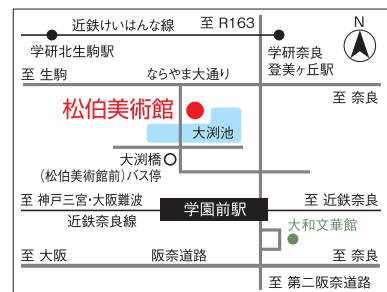 近鉄けいはんな線
至 R163
N
学研北生駒駅
学研奈良
登美ヶ丘駅
至 生駒
ならやま大通り
至 奈良
松伯美術館
大渕池
大渕橋
(松伯美術館前)バス停
至 神戸三宮・大阪難波
学園前駅
至 近鉄奈良
近鉄奈良線
大和文華館
至 大阪
阪奈道路
至 奈良
至 第二阪奈道路